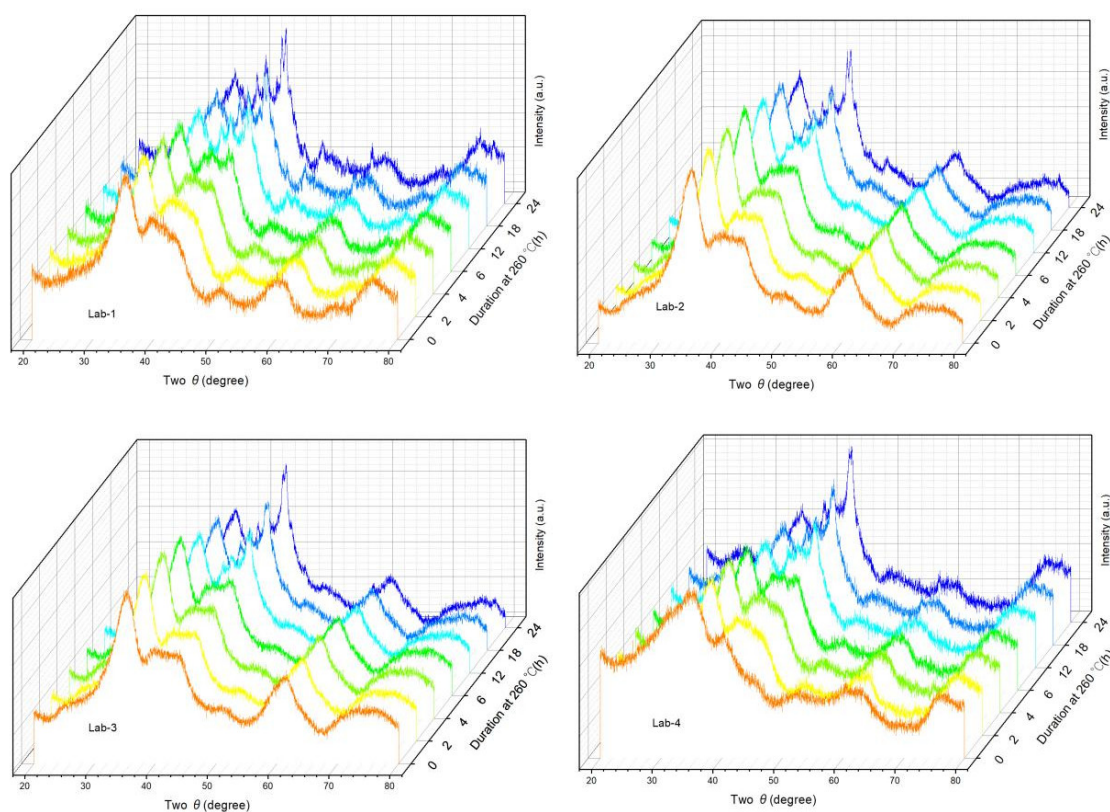 Intensity (a.u.)
24
18
12
6
4
2
0
Duration at 260 ℃(h)
Lab-1
20 30 40 50 60 70 80
Two θ (degree)
Intensity (a.u.)
24
18
12
6
4
2
0
Duration at 260 ℃(h)
Lab-2
20 30 40 50 60 70 80
Two θ (degree)
Intensity (a.u.)
24
18
12
6
4
2
0
Duration at 260 ℃(h)
Lab-3
20 30 40 50 60 70 80
Two θ (degree)
Intensity (a.u.)
24
18
12
6
4
2
0
Duration at 260 ℃(h)
Lab-4
20 30 40 50 60 70 80
Two θ (degree)